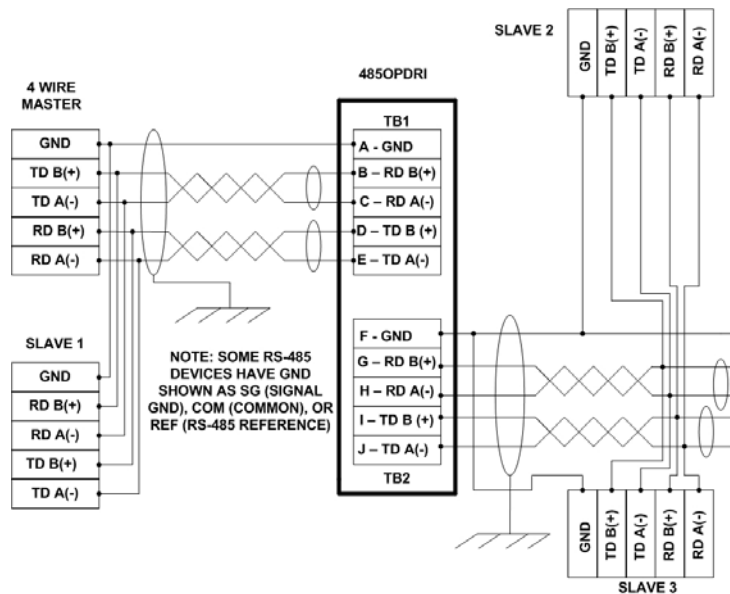 SLAVE 2
GND
TD B(+)
TD A(-)
RD B(+)
RD A(-)
485OPDRI
4 WIRE
MASTER
GND
TD B(+)
TD A(-)
RD B(+)
RD A(-)
TB1
A - GND
B – RD B(+)
C – RD A(-)
D – TD B (+)
E – TD A(-)
SLAVE 1
GND
RD B(+)
RD A(-)
TD B(+)
TD A(-)
NOTE: SOME RS-485
DEVICES HAVE GND
SHOWN AS SG (SIGNAL
GND), COM (COMMON), OR
REF (RS-485 REFERENCE)
F - GND
G – RD B(+)
H – RD A(-)
I – TD B (+)
J – TD A(-)
TB2
GND
TD B(+)
TD A(-)
RD B(+)
RD A(-)
SLAVE 3